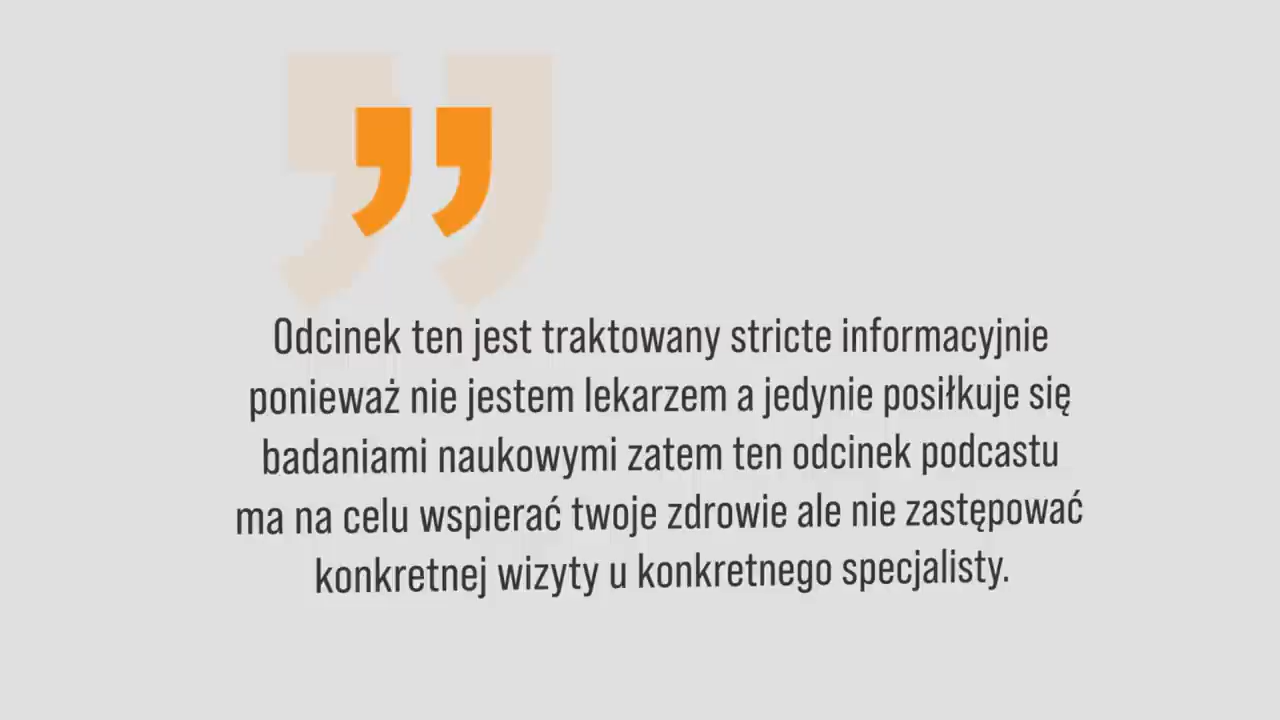 Odcinek ten jest traktowany stricte informacyjnie
ponieważ nie jestem lekarzem a jedynie posiłkuje się
badaniami naukowymi zatem ten odcinek podcastu
ma na celu wspierać twoje zdrowie ale nie zastępować
konkretnej wizyty u konkretnego specjalisty.